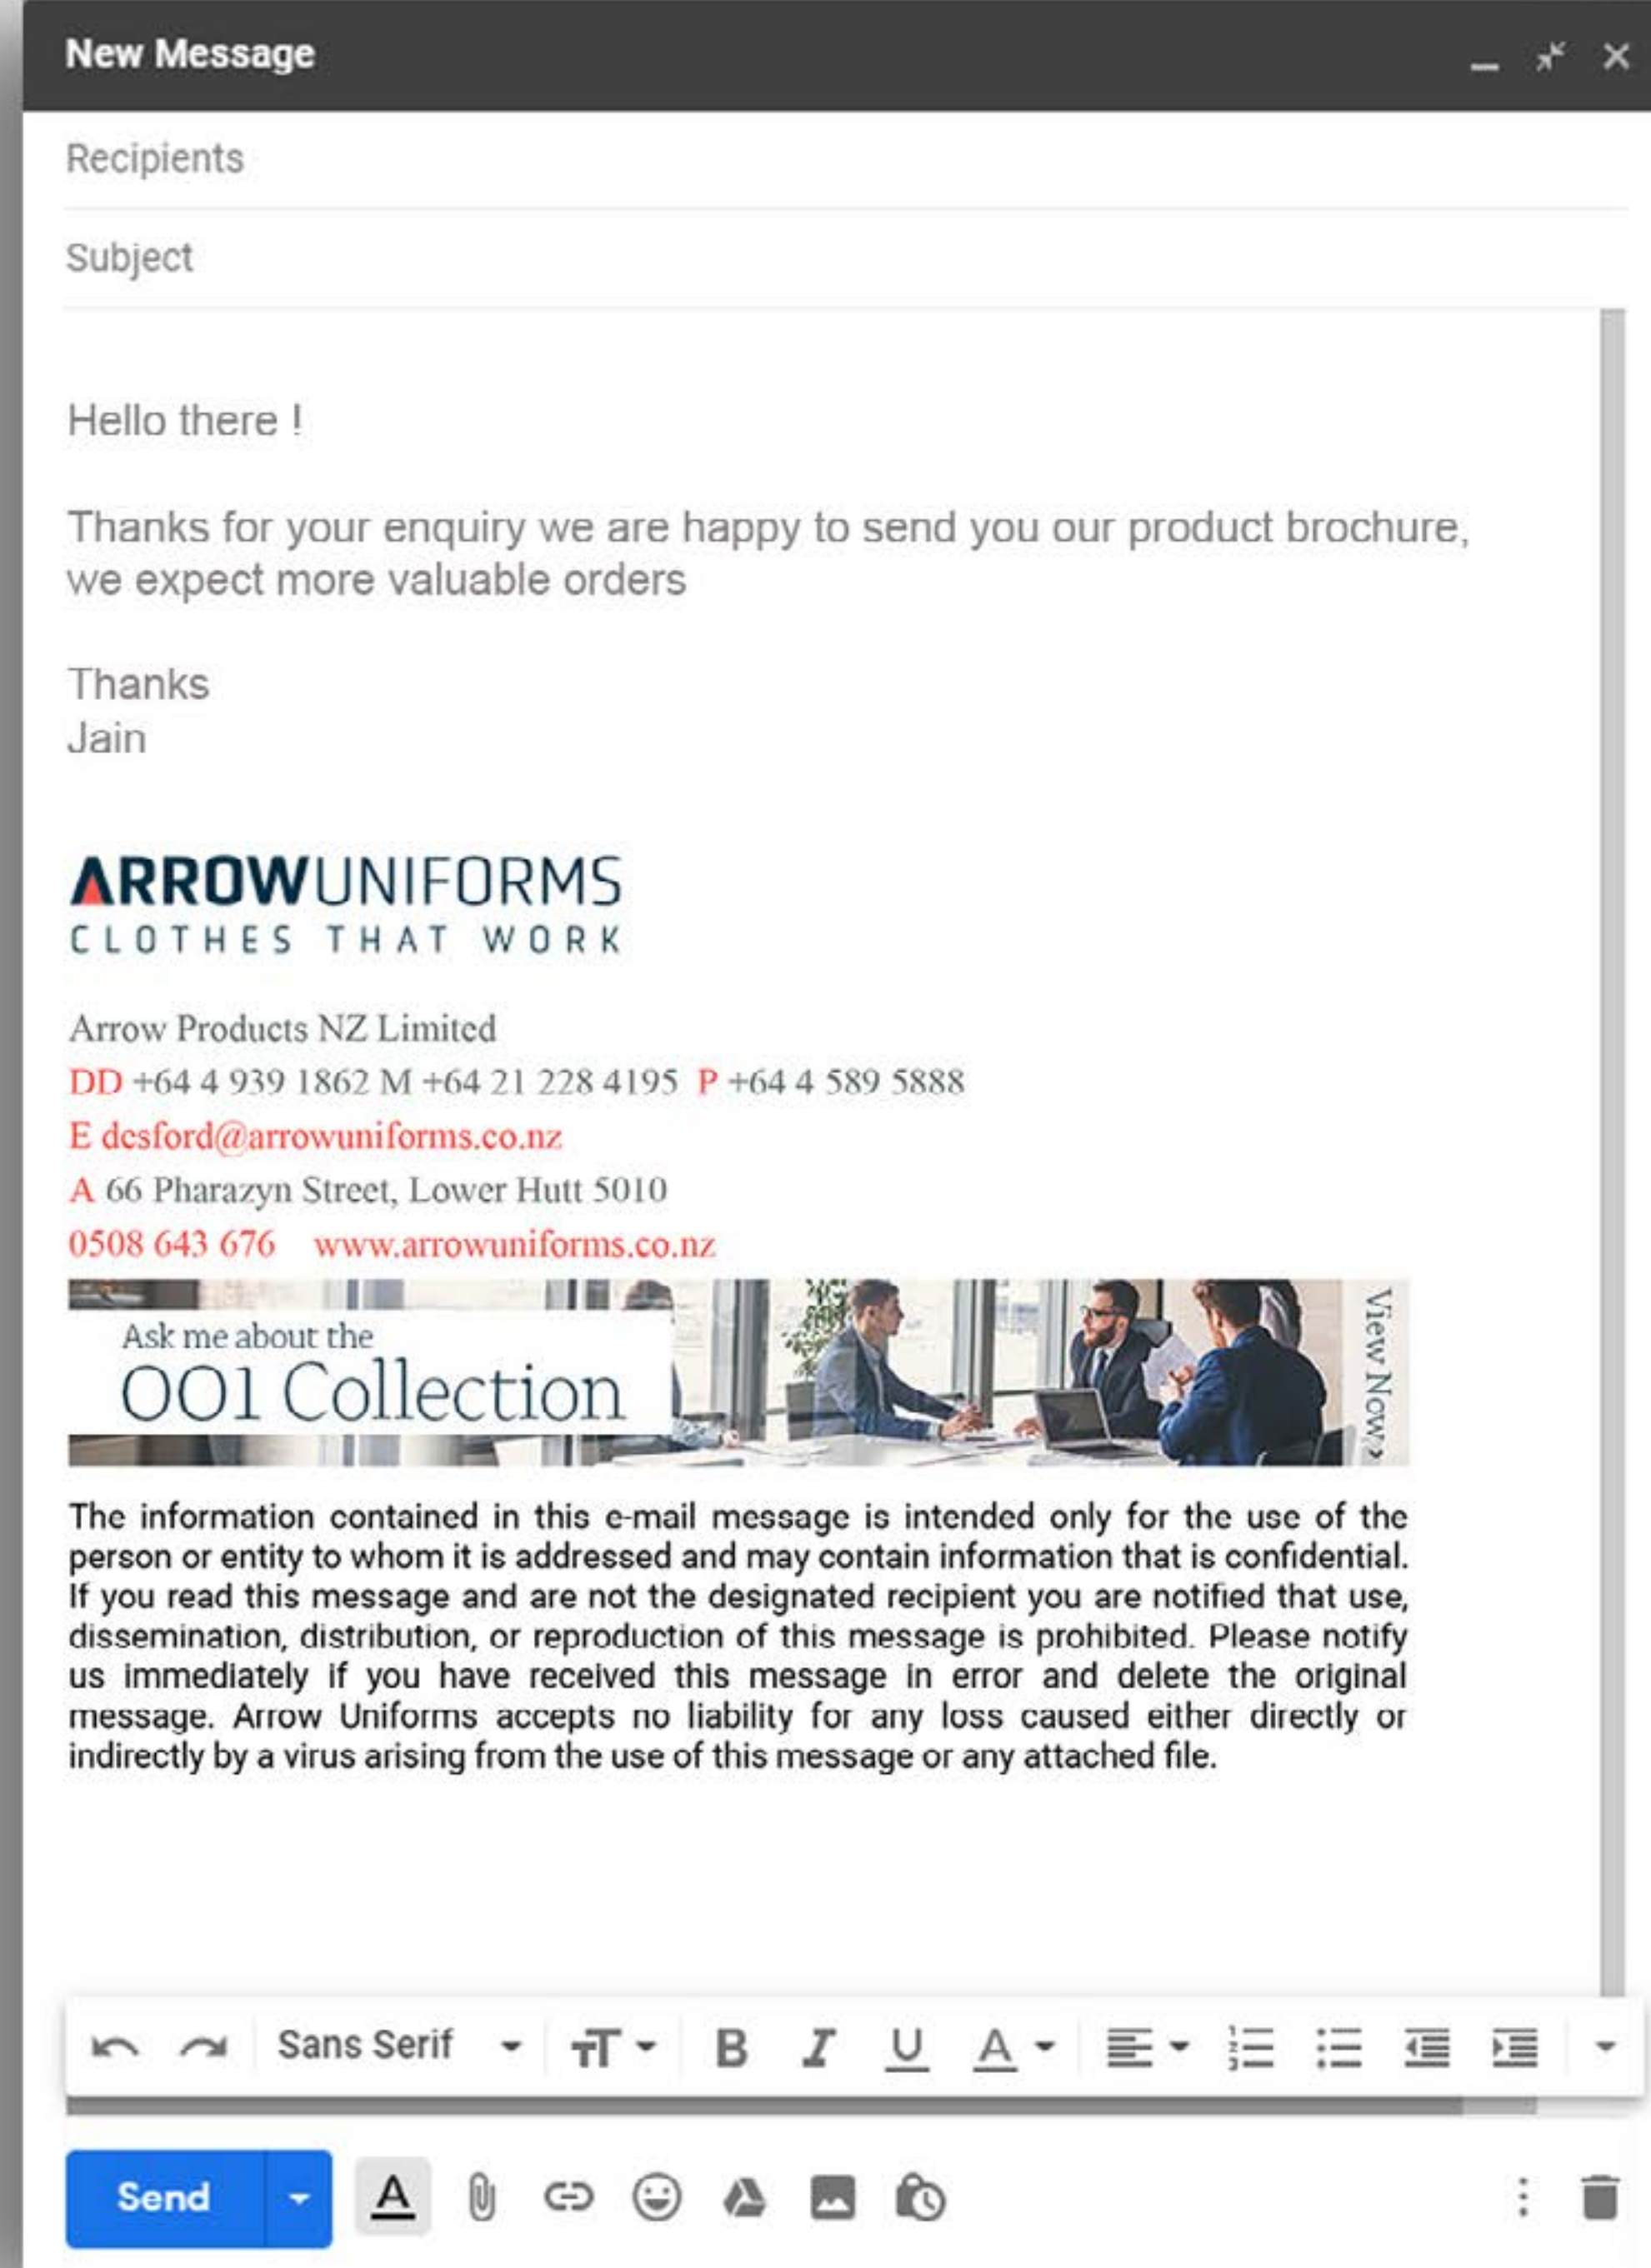 New Message
Recipients
Subject
Hello there !
Thanks for your enquiry we are happy to send you our product brochure,
we expect more valuable orders
Thanks
Jain
ARROWUNIFORMS
CLOTHES THAT WORK
Arrow Products NZ Limited
DD +64 4 939 1862 M +64 21 228 4195 P +64 4 589 5888
E desford@arrowuniforms.co.nz
A 66 Pharazyn Street, Lower Hutt 5010
0508 643 676 www.arrowuniforms.co.nz
Ask me about the
001 Collection
View Now>
The information contained in this e-mail message is intended only for the use of the
person or entity to whom it is addressed and may contain information that is confidential.
If you read this message and are not the designated recipient you are notified that use,
dissemination, distribution, or reproduction of this message is prohibited. Please notify
us immediately if you have received this message in error and delete the original
message. Arrow Uniforms accepts no liability for any loss caused either directly or
indirectly by a virus arising from the use of this message or any attached file.
Sans Serif
Send